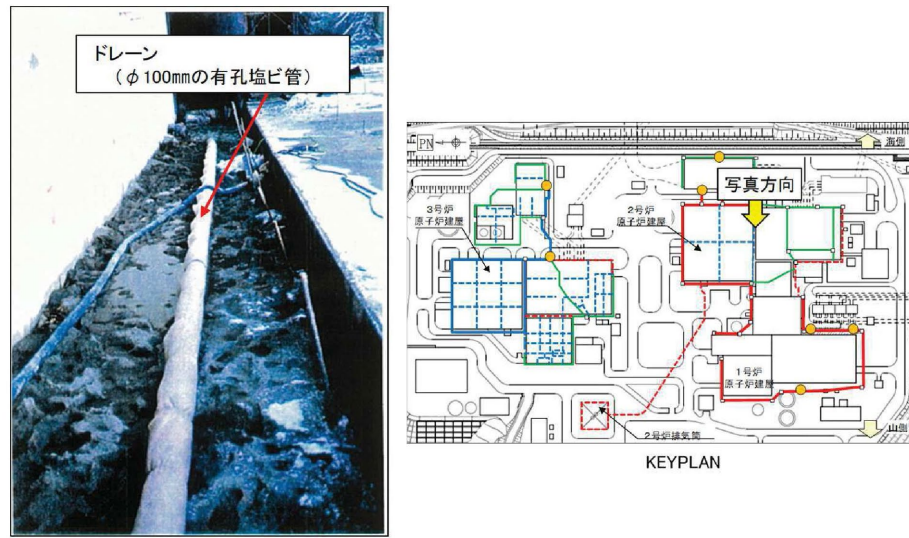 ドレーン
（φ100㎜の有孔塩ビ管）
PN
海側
写真方向
3号炉
原子炉建屋
2号炉
原子炉建屋
1号炉
原子炉建屋
2号炉排気筒
山側
KEYPLAN